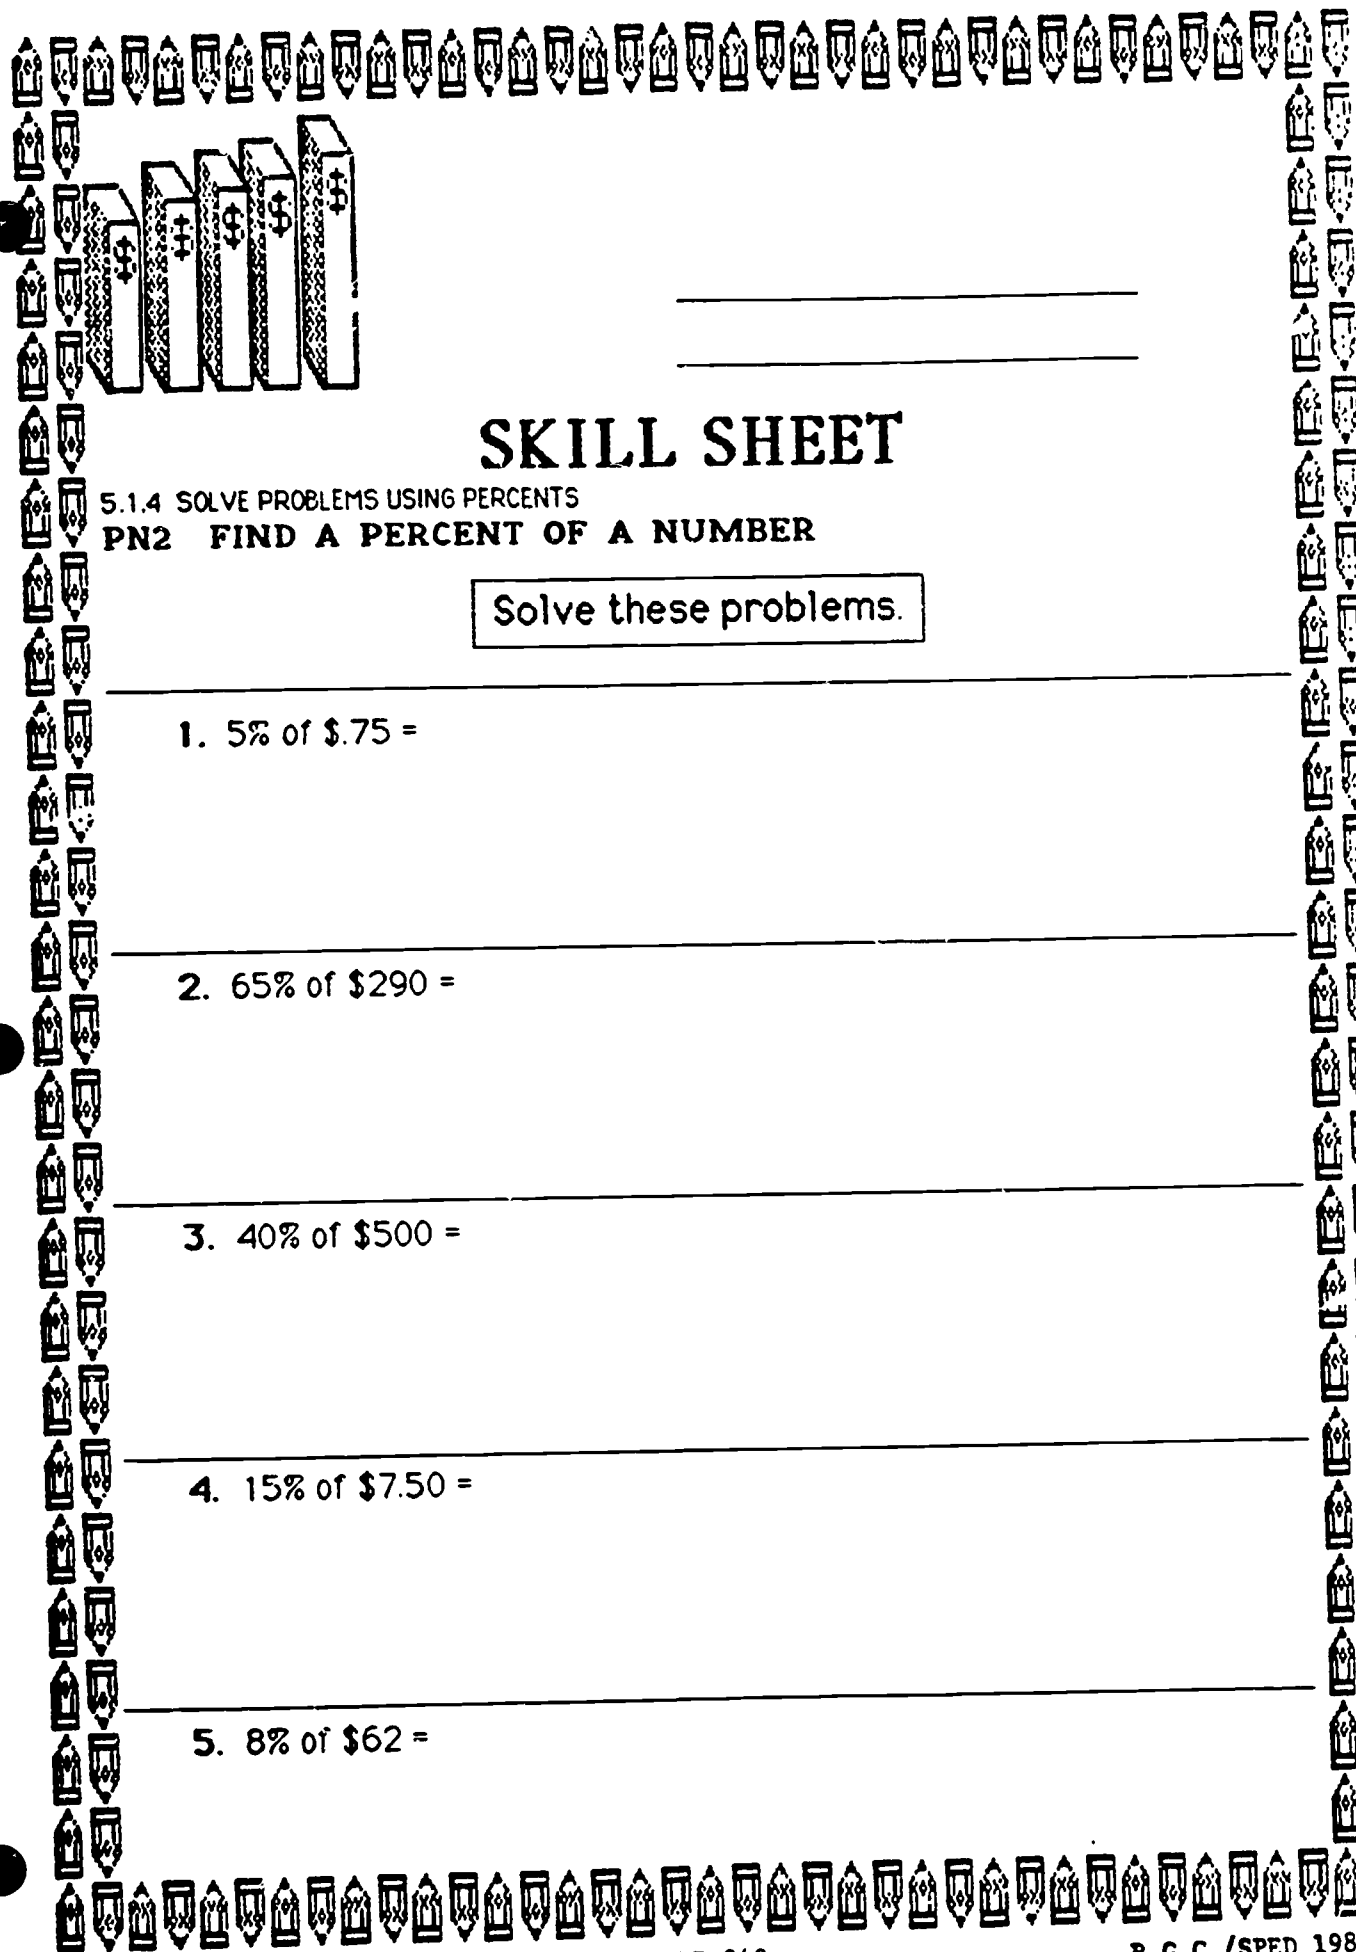 $ $ $ $ $
SKILL SHEET
5.1.4 SOLVE PROBLEMS USING PERCENTS
PN2 FIND A PERCENT OF A NUMBER
Solve these problems.
1. 5% of $.75 =
2. 65% of $290 =
3. 40% of $500 =
4. 15% of $7.50 =
5. 8% of $62 =
P.G.C./SPED 198